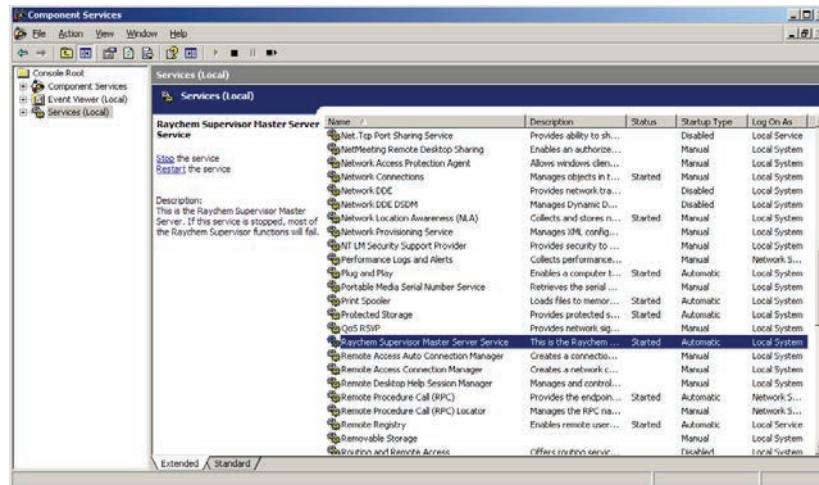 Component Services
File Action View Window Help
Console Root
Component Services
Event Viewer (Local)
Services (Local)
Services (Local)
Services (Local)
Raychem Supervisor Master Server Service
Stop the service
Restart the service
Description:
This is the Raychem Supervisor Master
Server. If this service is stopped, most of
the Raychem Supervisor functions will fail.
Name Description Status Startup Type Log On As
Net.Tcp Port Sharing Service Provides ability to sh... Disabled Local Service
NetMeeting Remote Desktop Sharing Enables an authorize... Manual Local System
Network Access Protection Agent Allows windows clien... Manual Local System
Network Connections Manages objects in t... Started Manual Local System
Network DDE Provides network tra... Disabled Local System
Network DDE DSDM Manages Dynamic D... Disabled Local System
Network Location Awareness (NLA) Collects and stores n... Started Manual Local System
Network Provisioning Service Manages XML config... Manual Local System
NT LM Security Support Provider Provides security to ... Manual Local System
Performance Logs and Alerts Collects performance... Manual Network S...
Plug and Play Enables a computer t... Started Automatic Local System
Portable Media Serial Number Service Retrieves the serial ... Manual Local System
Print Spooler Loads files to memor... Started Automatic Local System
Protected Storage Provides protected s... Started Automatic Local System
QoS RSVP Provides network sig... Manual Local System
Raychem Supervisor Master Server Service This is the Raychem ... Started Automatic Local System
Remote Access Auto Connection Manager Creates a connectio... Manual Local System
Remote Access Connection Manager Creates a network c... Manual Local System
Remote Desktop Help Session Manager Manages and control... Manual Local System
Remote Procedure Call (RPC) Provides the endpoin... Started Automatic Network S...
Remote Procedure Call (RPC) Locator Manages the RPC na... Manual Network S...
Remote Registry Enables remote user... Started Automatic Local Service
Removable Storage Manual Local System
Routing and Remote Access Offers routing servic... Disabled Local System
Extended Standard